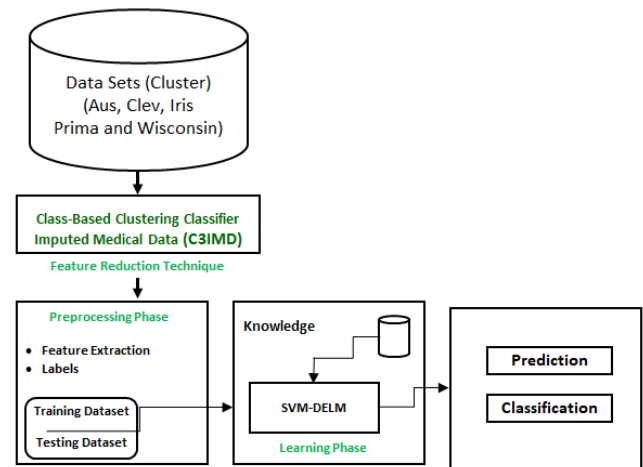 Data Sets (Cluster)
(Aus, Clev, Iris
Prima and Wisconsin)
Class-Based Clustering Classifier
Imputed Medical Data (C3IMD)
Feature Reduction Technique
Preprocessing Phase
• Feature Extraction
• Labels
Training Dataset
Testing Dataset
Knowledge
SVM-DELM
Learning Phase
Prediction
Classification